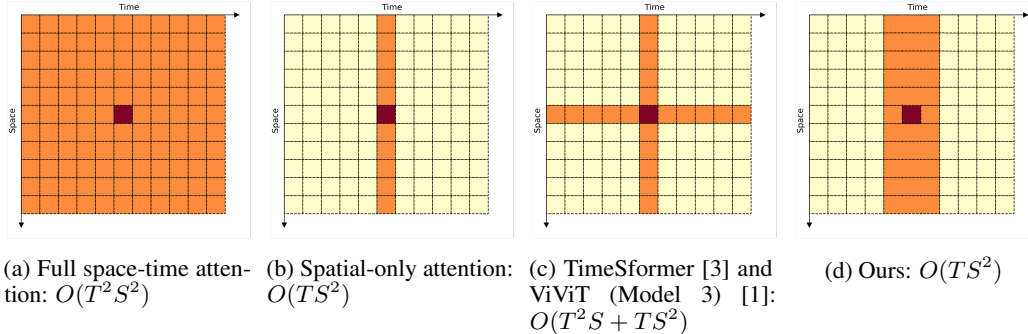 Time
Space
Time
Space
Time
Space
Time
Space
(a) Full space-time atten-
tion: O(T²S²)
(b) Spatial-only attention:
O(TS²)
(c) TimeSformer [3] and
ViViT (Model 3) [1]:
O(T²S + TS²)
(d) Ours: O(TS²)